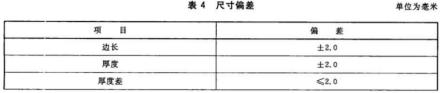 表 4 尺寸偏差 单位为毫米
项 目 偏 差
边长 ±2.0
厚度 ±2.0
厚度差 ≤2.0